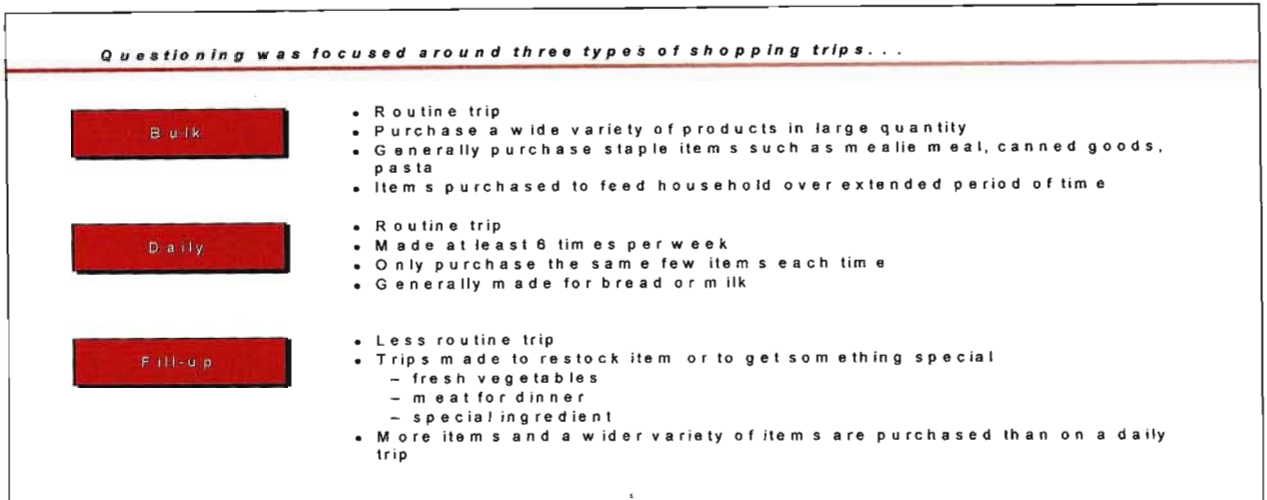 Questioning was focused around three types of shopping trips...
Bulk
• Routine trip
• Purchase a wide variety of products in large quantity
• Generally purchase staple items such as mealie meal, canned goods,
pasta
• Items purchased to feed household over extended period of time
Daily
• Routine trip
• Made at least 6 times per week
• Only purchase the same few items each time
• Generally made for bread or milk
Fill-up
• Less routine trip
• Trips made to restock item or to get something special
– fresh vegetables
– meat for dinner
– special ingredient
• More items and a wider variety of items are purchased than on a daily
trip